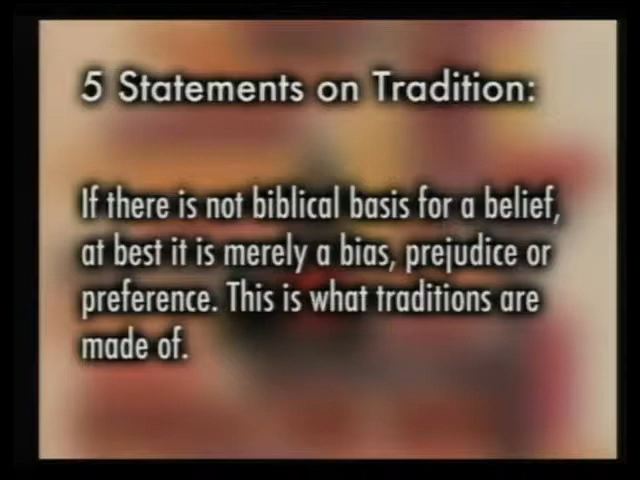 5 Statements on Tradition:
If there is not biblical basis for a belief,
at best it is merely a bias, prejudice or
preference. This is what traditions are
made of.